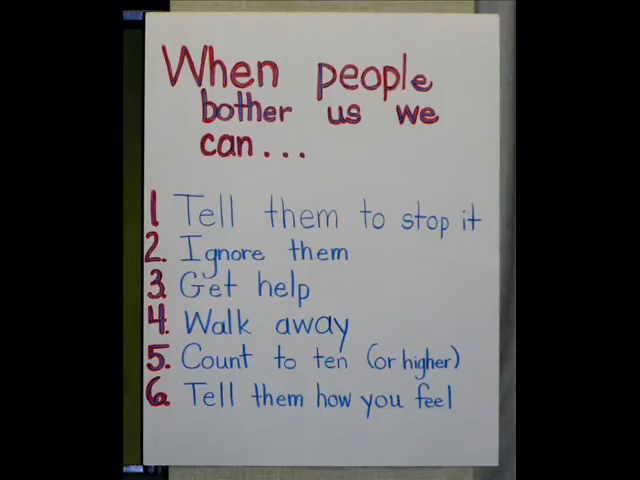 When people
bother us we
can...
1 Tell them to stop it
2. Ignore them
3. Get help
4. Walk away
5. Count to ten (or higher)
6. Tell them how you feel